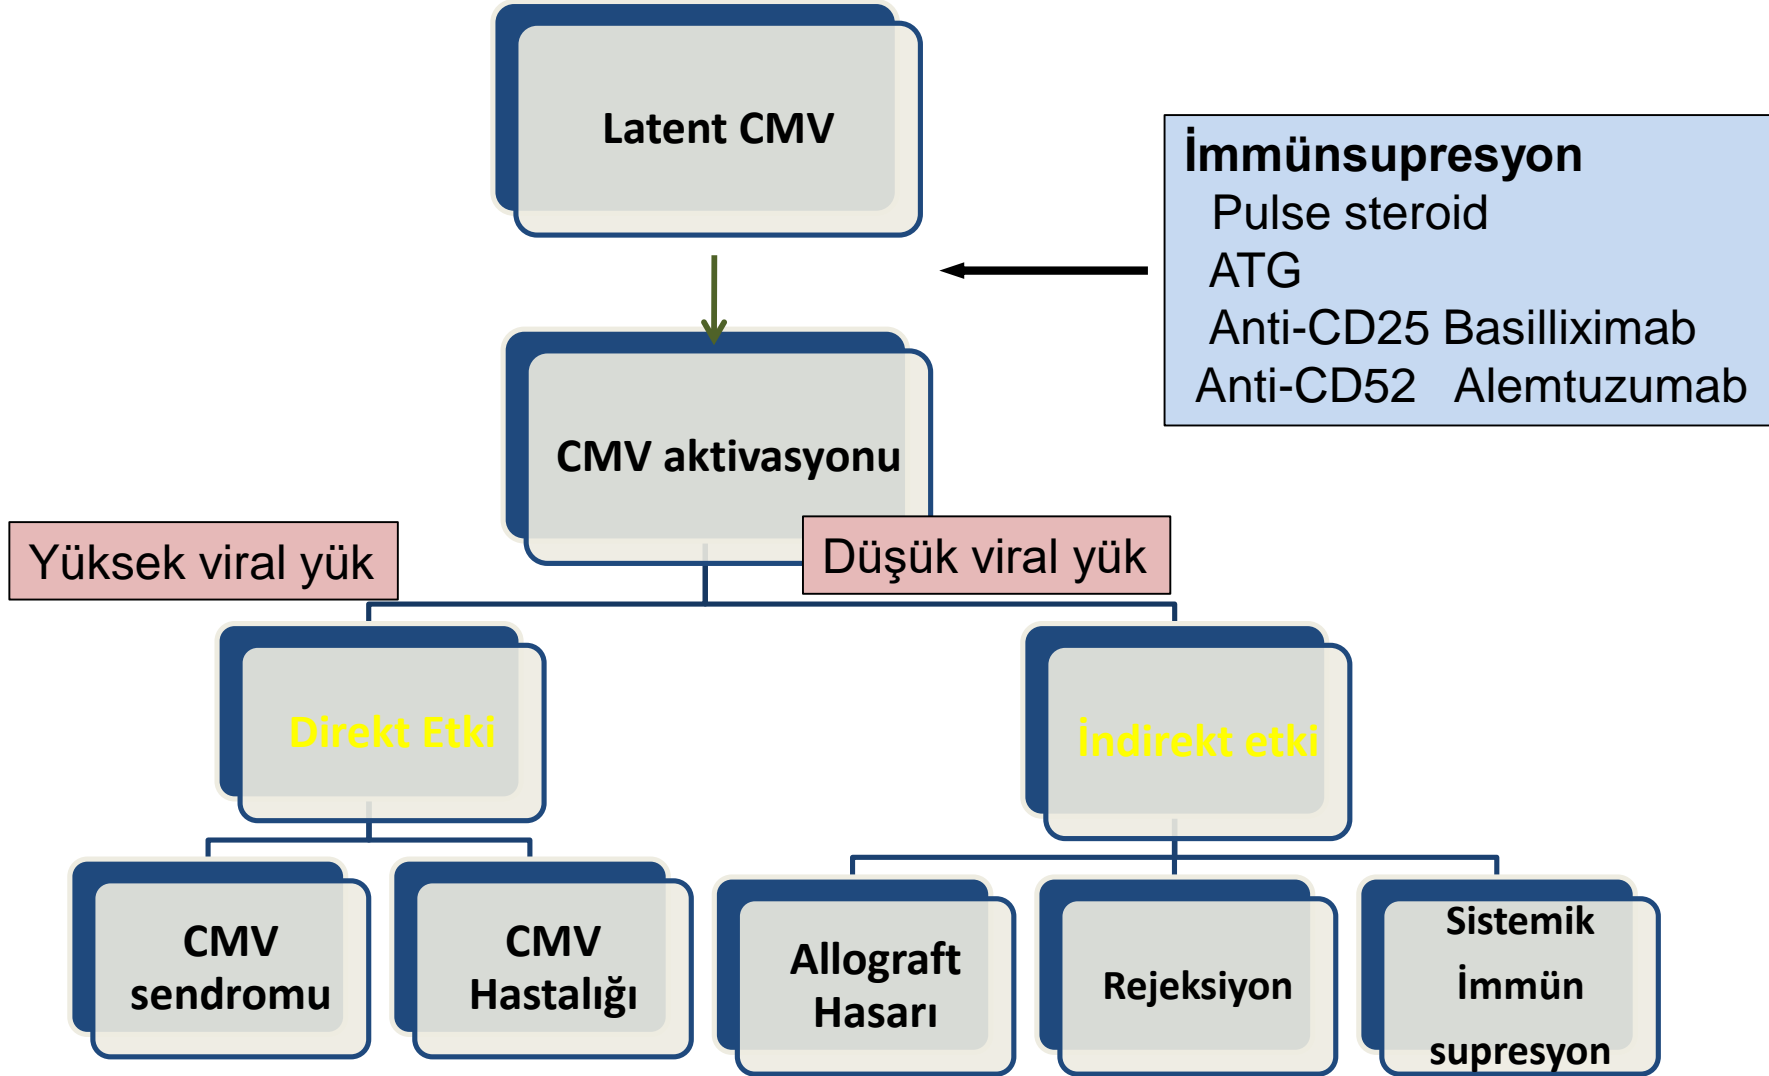 Latent CMV
İmmünsupresyon
Pulse steroid
ATG
Anti-CD25 Basilliximab
Anti-CD52 Alemtuzumab
CMV aktivasyonu
Yüksek viral yük
Düşük viral yük
Direkt Etki
İndirekt etki
CMV
sendromu
CMV
Hastalığı
Allograft
Hasarı
Rejeksiyon
Sistemik
İmmün
supresyon